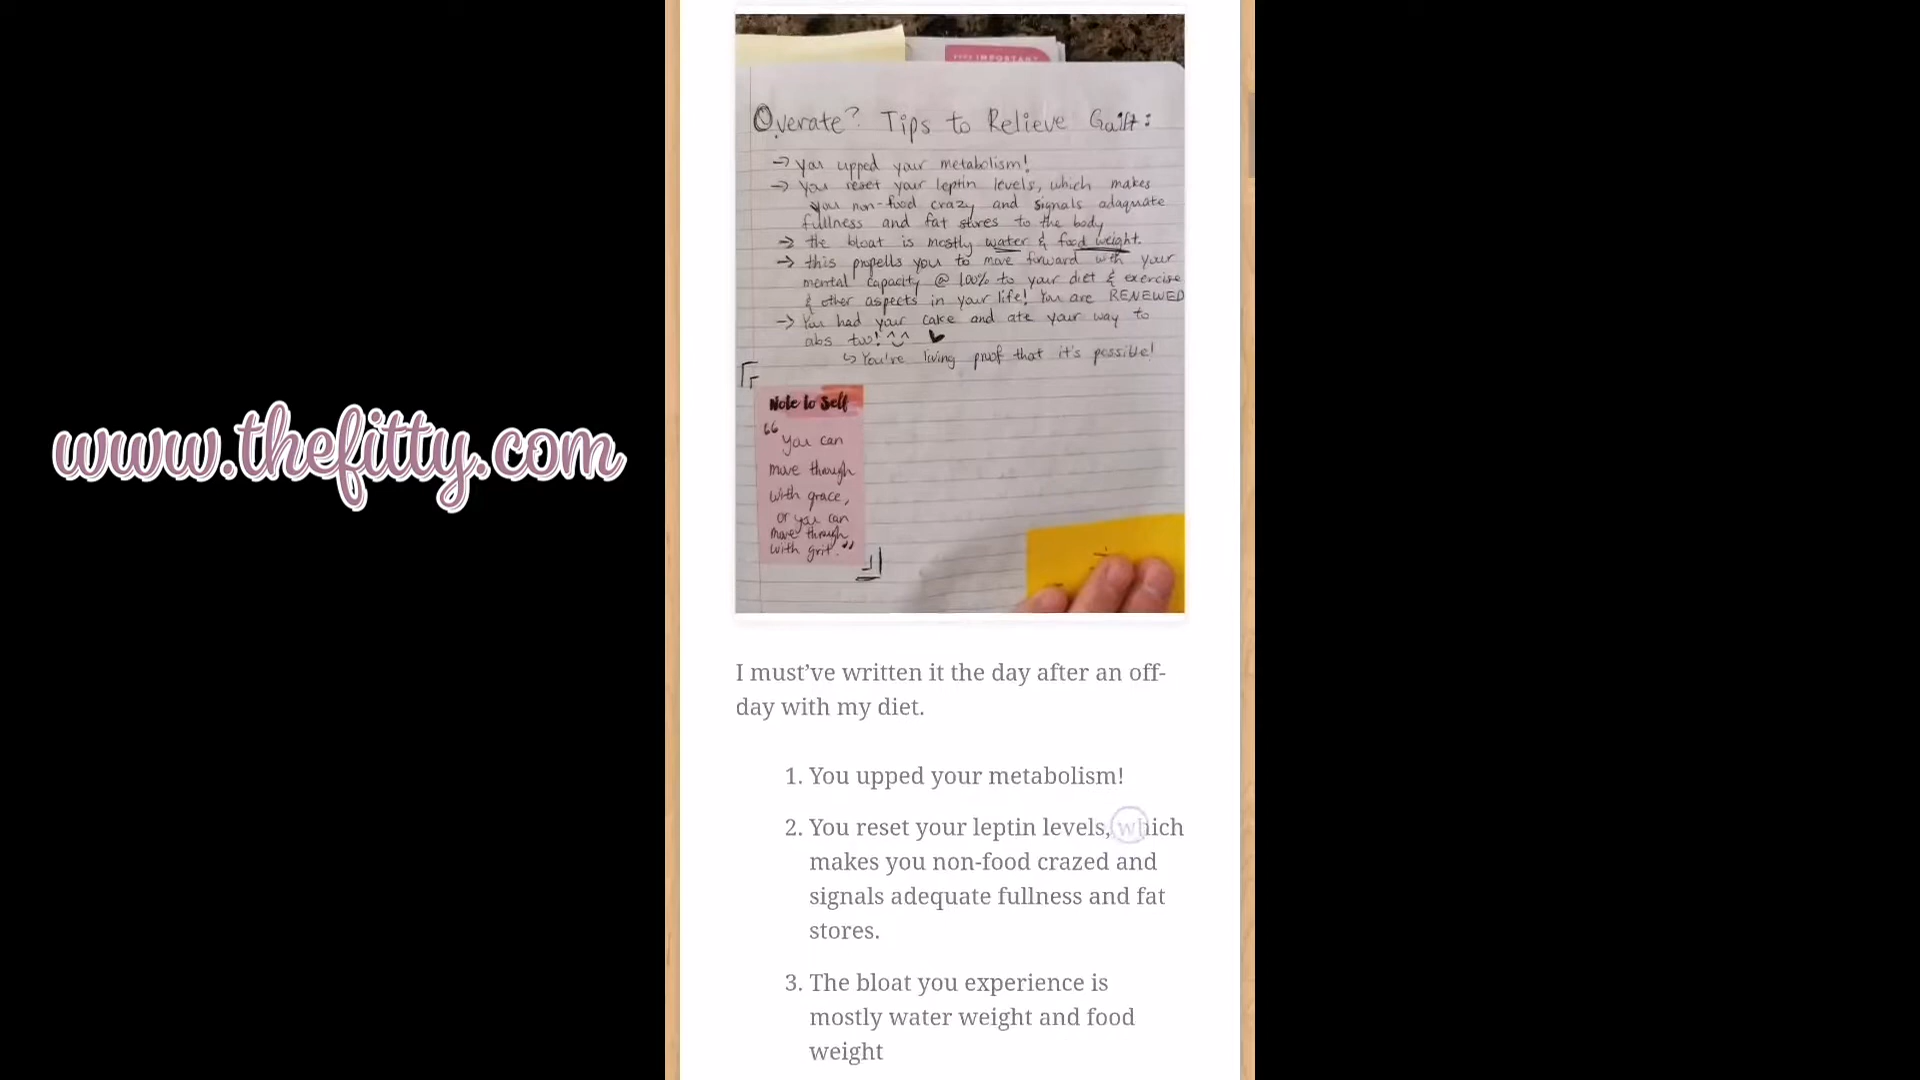 www.thefitty.com
IMPORTANT
Overate? Tips to Relieve Guilt:
→ you upped your metabolism!
→ you reset your leptin levels, which makes
you non-food crazy and signals adaquate
fullness and fat stores to the body
→ the bloat is mostly water & food weight.
→ this propells you to move forward with your
mental capacity @ 100% to your diet & exercise
& other aspects in your life! You are RENEWED
→ You had your cake and ate your way to
abs too! ^^
↳ You're living proof that it's possible!
Note to Self
“ You can
move through
with grace,
or you can
move through
with grit.”
I must’ve written it the day after an off-
day with my diet.
1. You upped your metabolism!
2. You reset your leptin levels, which
makes you non-food crazed and
signals adequate fullness and fat
stores.
3. The bloat you experience is
mostly water weight and food
weight